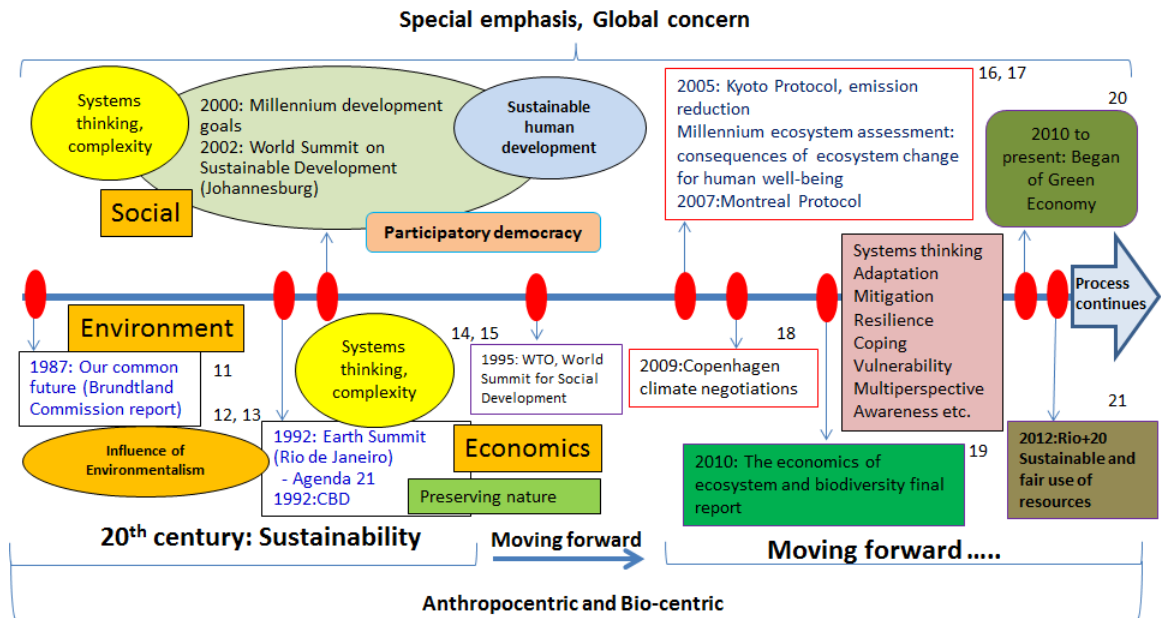 Special emphasis, Global concern
Systems
thinking,
complexity
2000: Millennium development
goals
2002: World Summit on
Sustainable Development
(Johannesburg)
Sustainable
human
development
Social
Participatory democracy
16, 17
2005: Kyoto Protocol, emission
reduction
Millennium ecosystem assessment:
consequences of ecosystem change
for human well-being
2007:Montreal Protocol
20
2010 to
present: Began
of Green
Economy
Systems thinking
Adaptation
Mitigation
Resilience
Coping
Vulnerability
Multiperspective
Awareness etc.
Process
continues
Environment
1987: Our common
future (Brundtland
Commission report)
11
12, 13
Influence of
Environmentalism
Systems
thinking,
complexity
14, 15
1992: Earth Summit
(Rio de Janeiro)
- Agenda 21
1992:CBD
Economics
Preserving nature
1995: WTO, World
Summit for Social
Development
18
2009:Copenhagen
climate negotiations
19
2010: The economics of
ecosystem and biodiversity final
report
21
2012:Rio+20
Sustainable and
fair use of
resources
20th century: Sustainability
Moving forward
Moving forward .....
Anthropocentric and Bio-centric